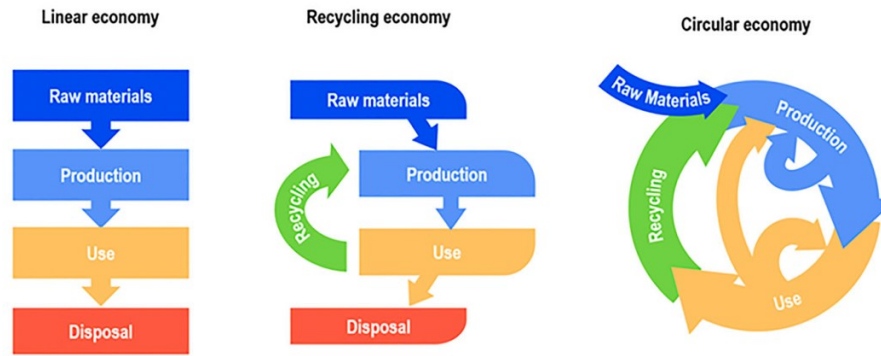 Linear economy
Raw materials
Production
Use
Disposal
Recycling economy
Raw materials
Production
Recycling
Use
Disposal
Circular economy
Raw Materials
Production
Recycling
Use